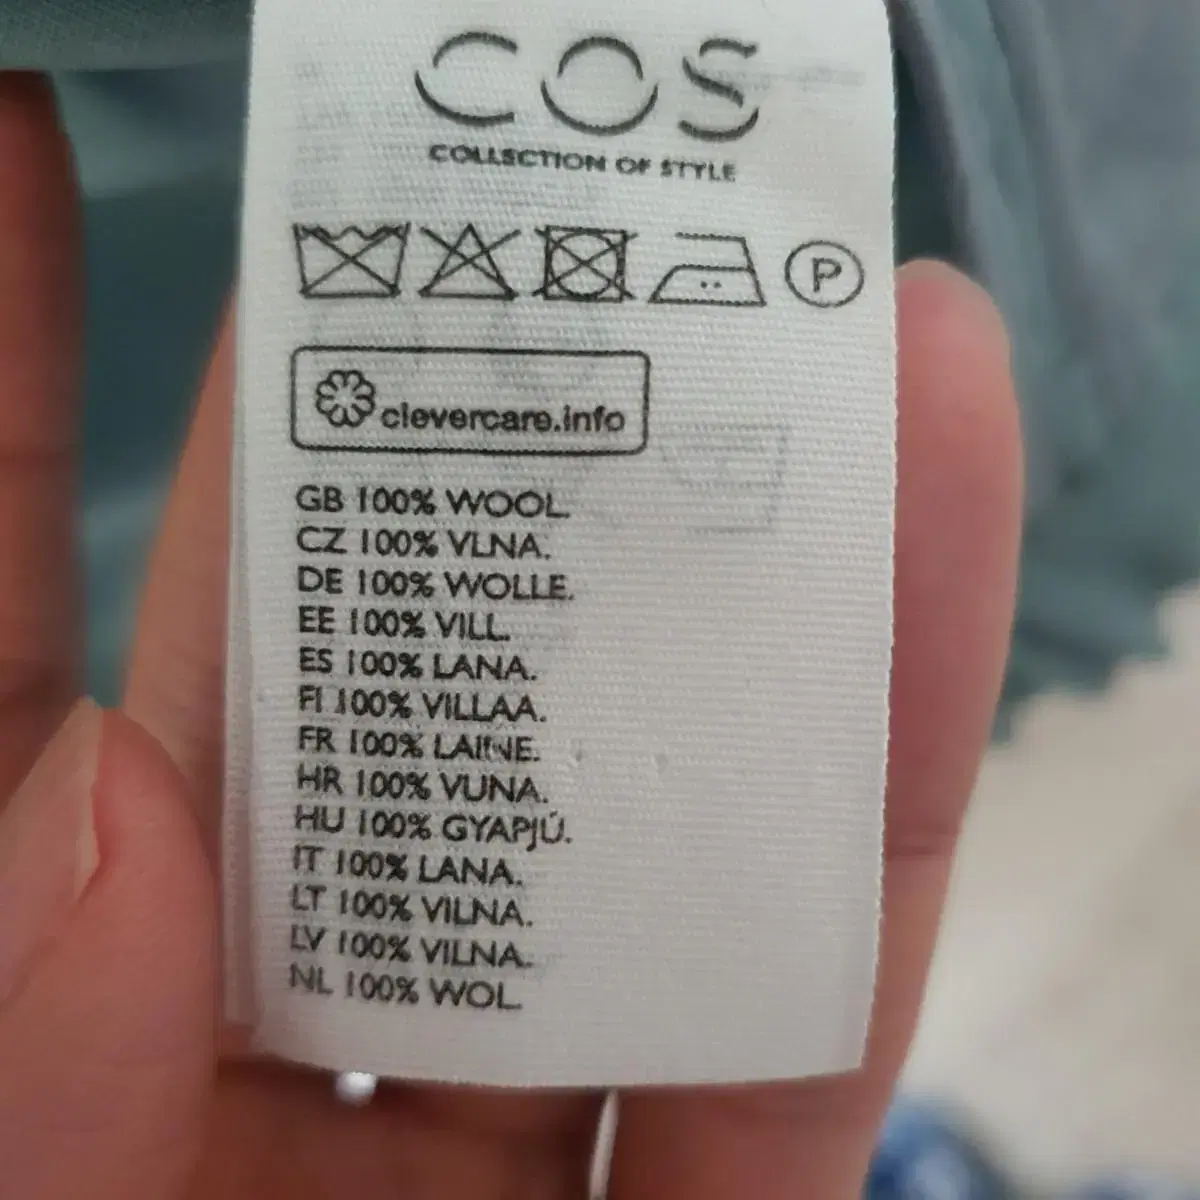 COS
COLLECTION OF STYLE
P
clevercare.info
GB 100% WOOL.
CZ 100% VLNA.
DE 100% WOLLE.
EE 100% VILL.
ES 100% LANA.
FI 100% VILLAA.
FR 100% LAINE.
HR 100% VUNA.
HU 100% GYAPJÚ.
IT 100% LANA.
LT 100% VILNA.
LV 100% VILNA.
NL 100% WOL.